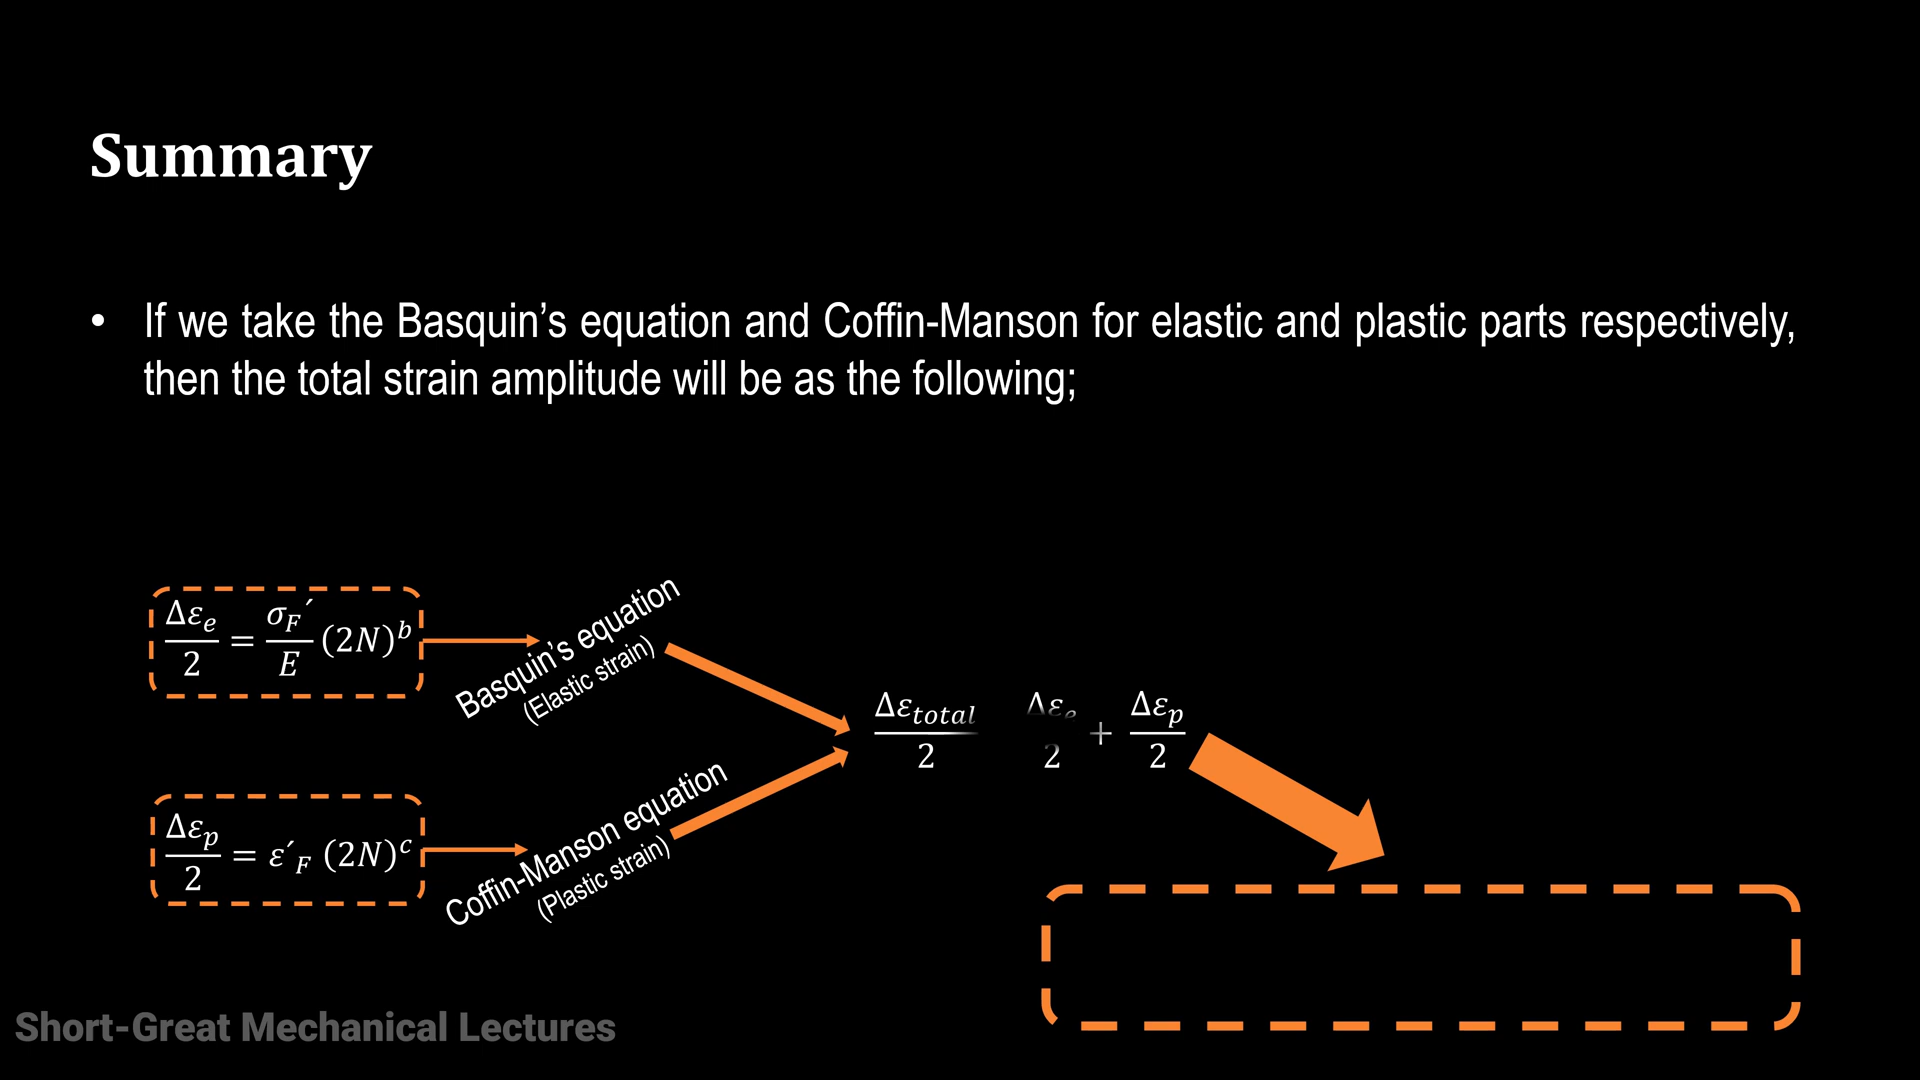 Summary
• If we take the Basquin’s equation and Coffin-Manson for elastic and plastic parts respectively,
then the total strain amplitude will be as the following;
Δεₑ/2 = σ_F´/E (2N)^b
Basquin’s equation
(Elastic strain)
Δε_total/2 Δεₑ/2 + Δε_p/2
Δε_p/2 = ε´_F (2N)^c
Coffin-Manson equation
(Plastic strain)
Short-Great Mechanical Lectures